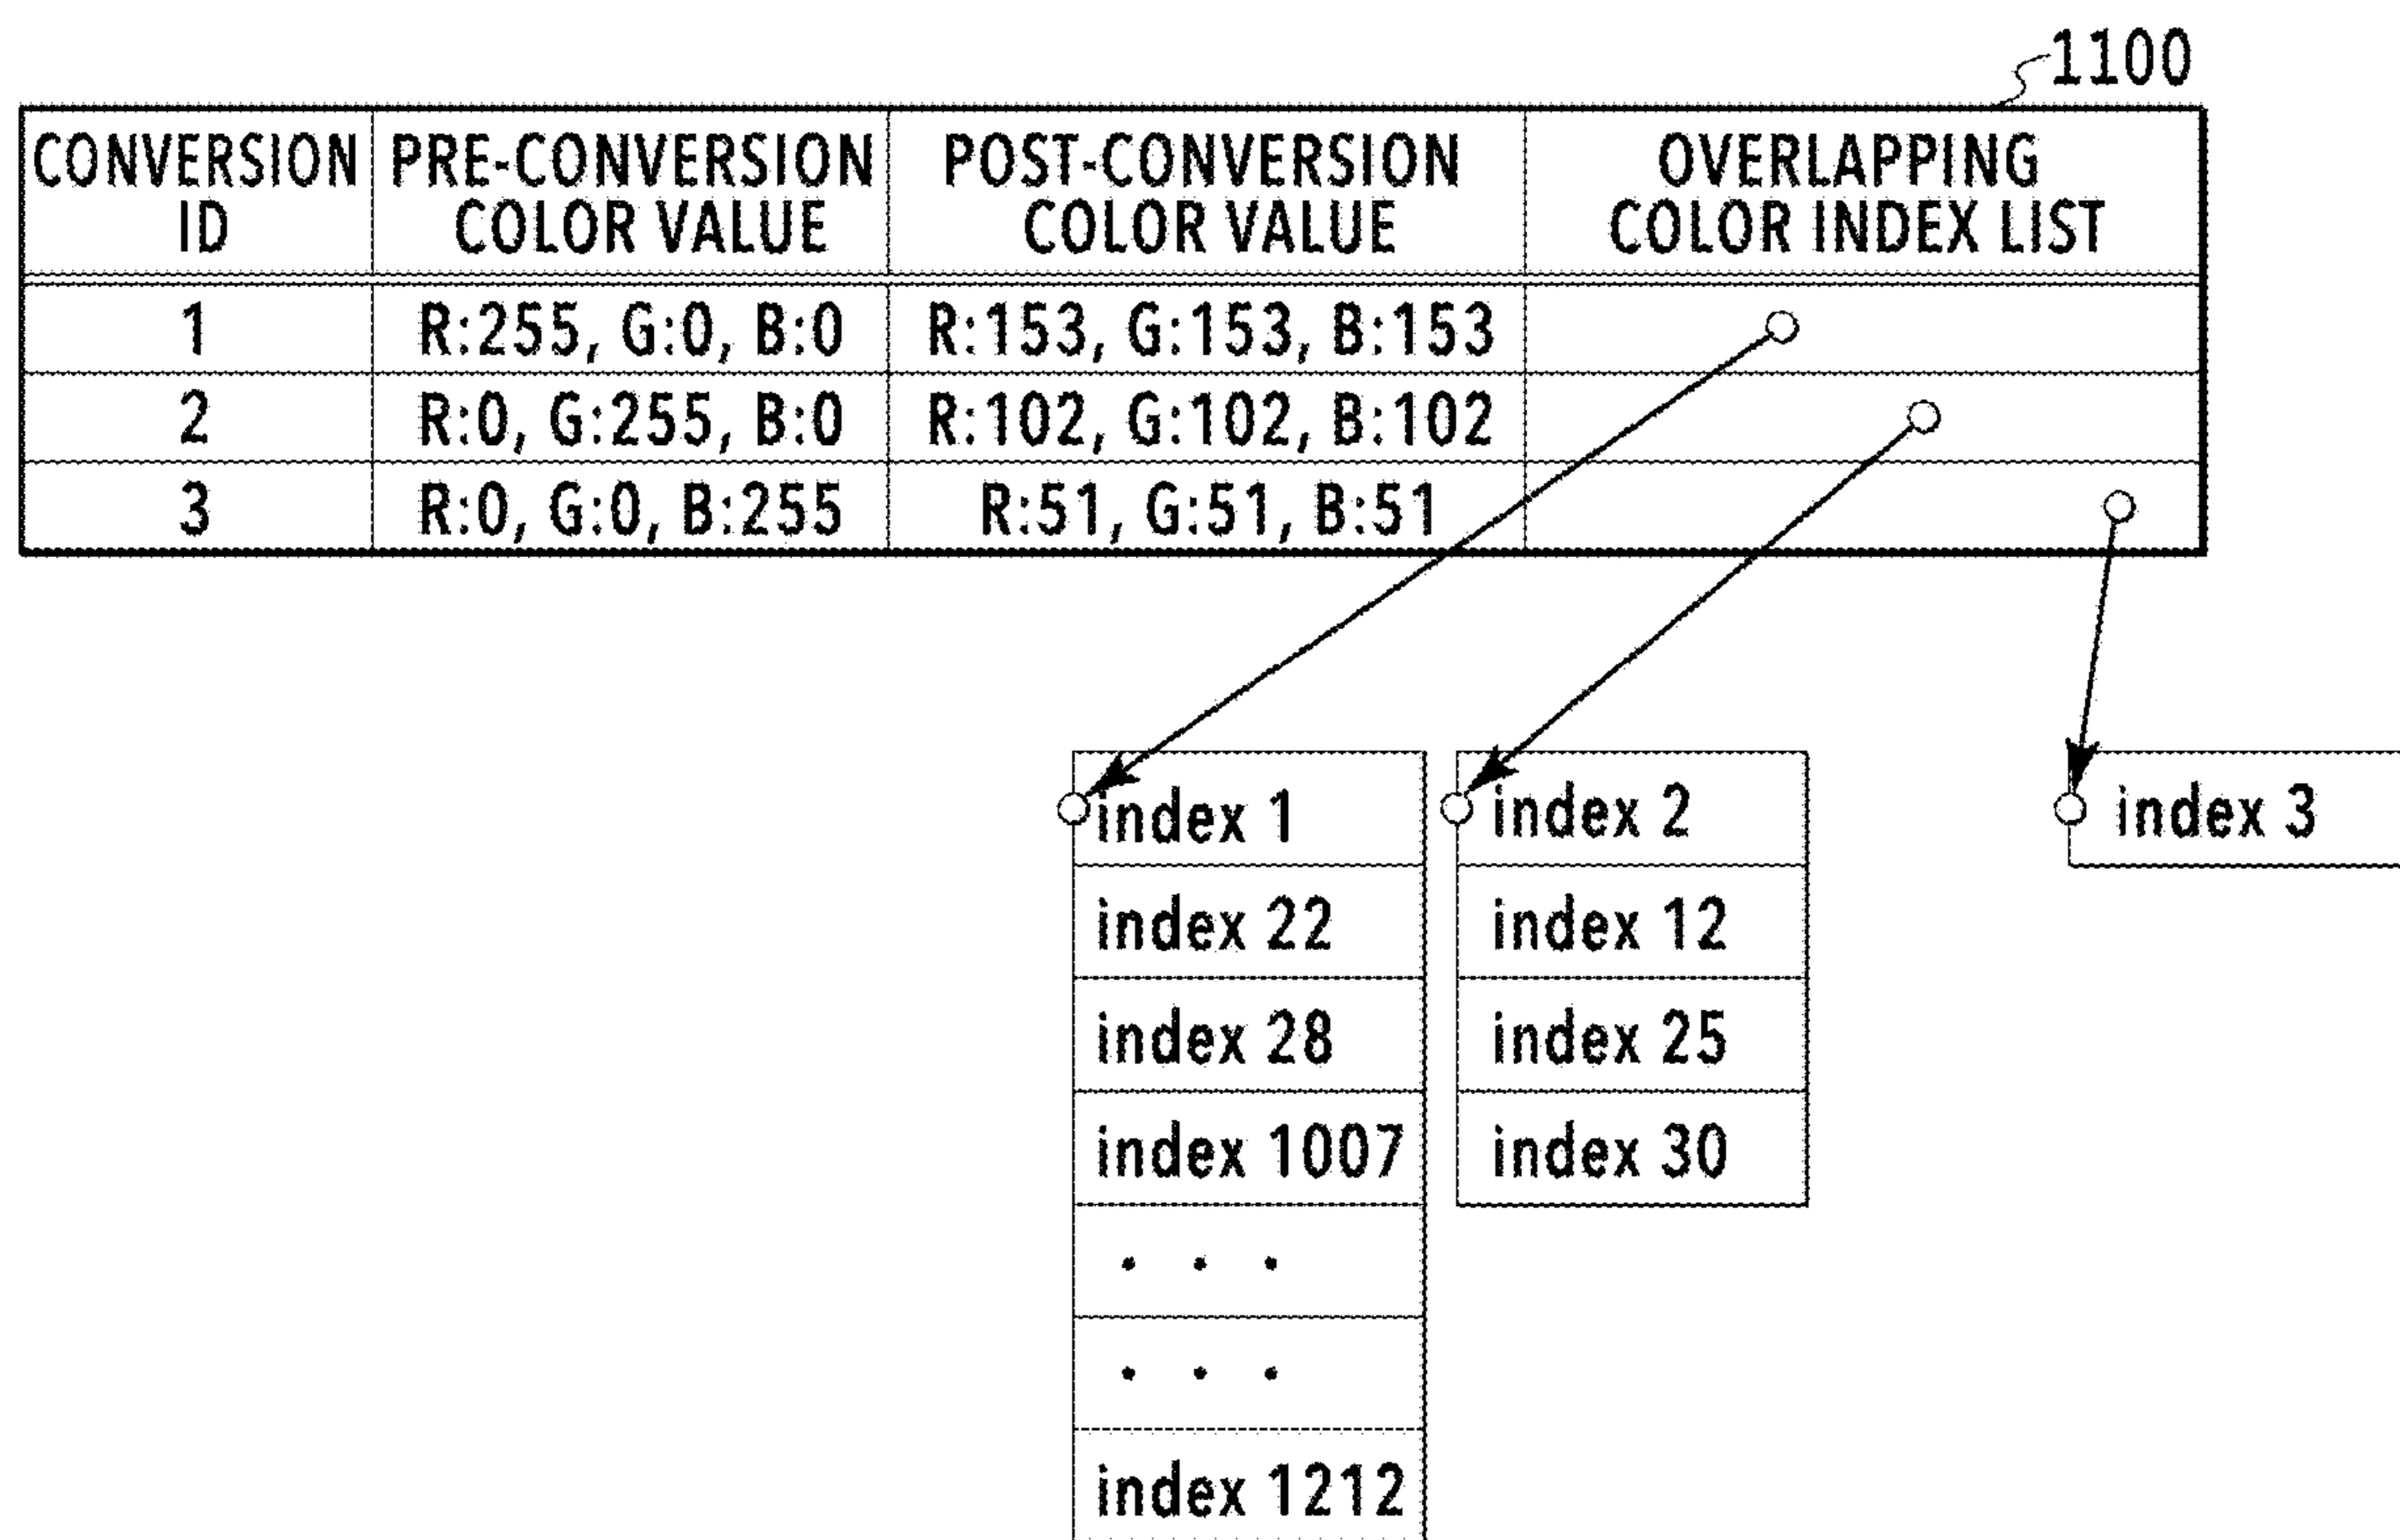 1100
CONVERSION ID
PRE-CONVERSION COLOR VALUE
POST-CONVERSION COLOR VALUE
OVERLAPPING COLOR INDEX LIST
1 R:255, G:0, B:0 R:153, G:153, B:153
2 R:0, G:255, B:0 R:102, G:102, B:102
3 R:0, G:0, B:255 R:51, G:51, B:51
index 1
index 22
index 28
index 1007
. . .
. . .
index 1212
index 2
index 12
index 25
index 30
index 3